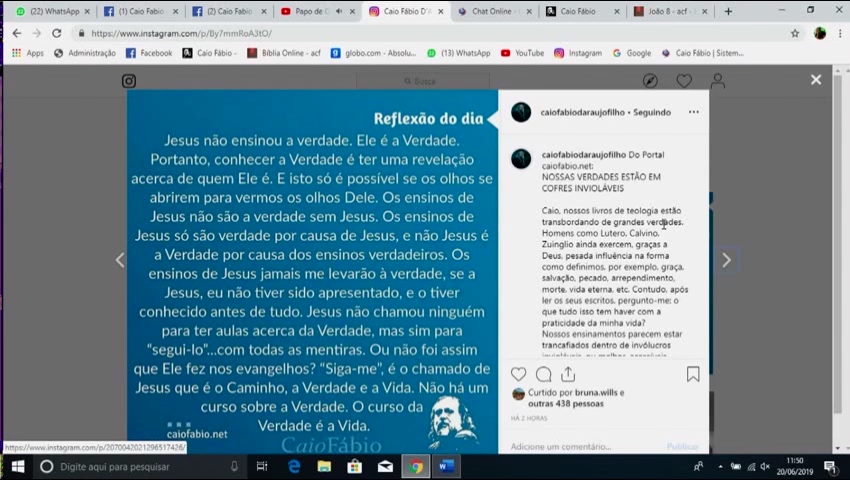 (22) WhatsApp
(1) Facebook
(2) Caio Fábio
Papo de G
Caio Fábio D'A
Chat Online -
Caio Fábio
João 8 - acf -
https://www.instagram.com/p/By7mmRoA3tO/
Apps
Administração
Facebook
Caio Fábio -
Bíblia Online - acf
globo.com - Absolu...
(13) WhatsApp
YouTube
Instagram
Google
Caio Fábio | Sistem...
Busca
Reflexão do dia
Jesus não ensinou a verdade. Ele é a Verdade.
Portanto, conhecer a Verdade é ter uma revelação
acerca de quem Ele é. E isto só é possível se os olhos se
abrirem para vermos os olhos Dele. Os ensinos de
Jesus não são a verdade sem Jesus. Os ensinos de
Jesus só são verdade por causa de Jesus, e não Jesus é
a Verdade por causa dos ensinos verdadeiros. Os
ensinos de Jesus jamais me levarão à verdade, se a
Jesus, eu não tiver sido apresentado, e o tiver
conhecido antes de tudo. Jesus não chamou ninguém
para ter aulas acerca da Verdade, mas sim para
“segui-lo”...com todas as mentiras. Ou não foi assim
que Ele fez nos evangelhos? “Siga-me”, é o chamado de
Jesus que é o Caminho, a Verdade e a Vida. Não há um
curso sobre a Verdade. O curso da
Verdade é a Vida.
caiofabio.net
CaioFábio
caiofabiodaraujofilho • Seguindo
caiofabiodaraujofilho Do Portal
caiofabio.net:
NOSSAS VERDADES ESTÃO EM
COFRES INVIOLÁVEIS
Caio, nossos livros de teologia estão
transbordando de grandes verdades.
Homens como Lutero, Calvino,
Zuinglio ainda exercem, graças a
Deus, pesada influência na forma
como definimos, por exemplo, graça,
salvação, pecado, arrependimento,
morte, vida eterna, etc. Contudo, após
ler os seus escritos, pergunto-me: o
que tudo isso tem haver com a
praticidade da minha vida?
Nossos ensinamentos parecem estar
trancafiados dentro de invólucros
Curtido por bruna.wills e
outras 438 pessoas
HÁ 2 HORAS
Adicione um comentário...
Publicar
https://www.instagram.com/p/2070042021296517426/
Digite aqui para pesquisar
11:50
20/06/2019